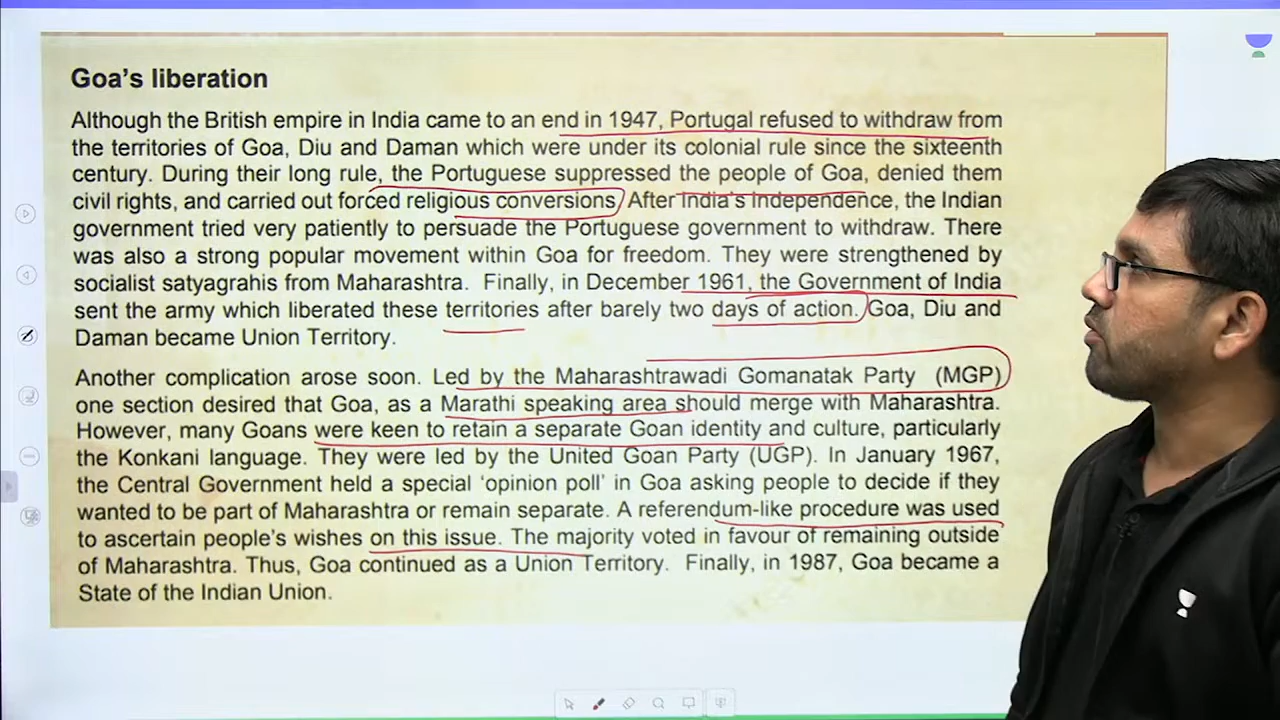 Goa's liberation
Although the British empire in India came to an end in 1947, Portugal refused to withdraw from
the territories of Goa, Diu and Daman which were under its colonial rule since the sixteenth
century. During their long rule, the Portuguese suppressed the people of Goa, denied them
civil rights, and carried out forced religious conversions. After India's Independence, the Indian
government tried very patiently to persuade the Portuguese government to withdraw. There
was also a strong popular movement within Goa for freedom. They were strengthened by
socialist satyagrahis from Maharashtra. Finally, in December 1961, the Government of India
sent the army which liberated these territories after barely two days of action. Goa, Diu and
Daman became Union Territory.
Another complication arose soon. Led by the Maharashtrawadi Gomanatak Party (MGP)
one section desired that Goa, as a Marathi speaking area should merge with Maharashtra.
However, many Goans were keen to retain a separate Goan identity and culture, particularly
the Konkani language. They were led by the United Goan Party (UGP). In January 1967,
the Central Government held a special 'opinion poll' in Goa asking people to decide if they
wanted to be part of Maharashtra or remain separate. A referendum-like procedure was used
to ascertain people's wishes on this issue. The majority voted in favour of remaining outside
of Maharashtra. Thus, Goa continued as a Union Territory. Finally, in 1987, Goa became a
State of the Indian Union.